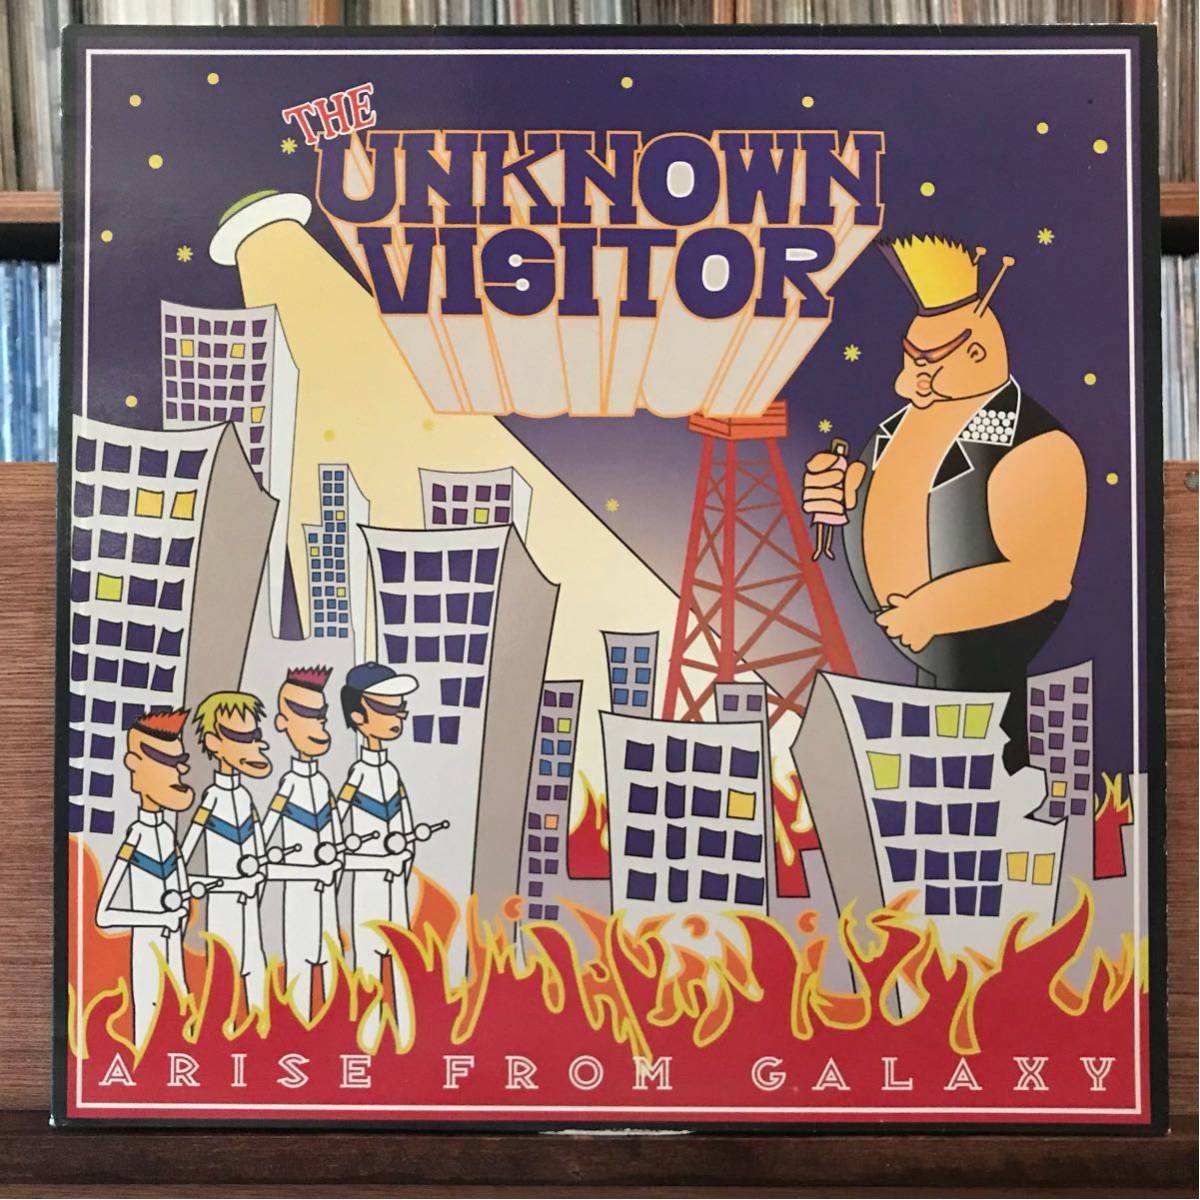 THE
UNKNOWN
VISITOR
ARISE FROM GALAXY